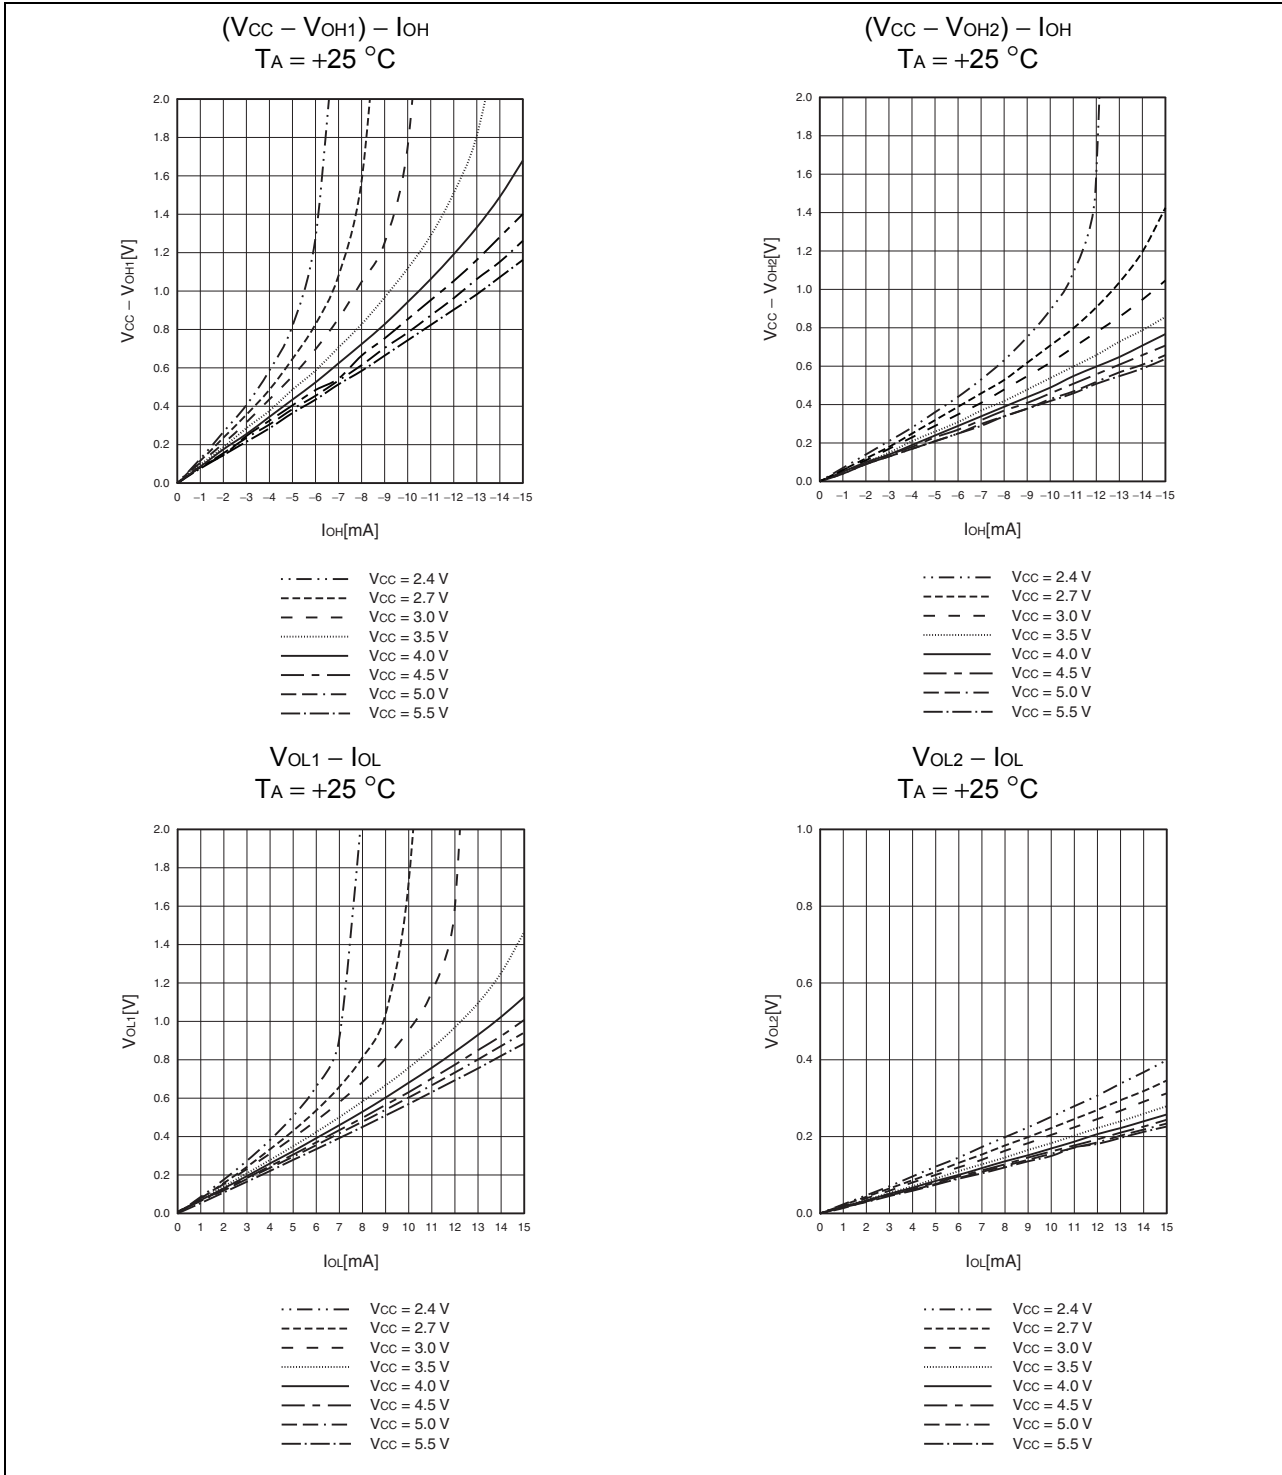 (VCC – VOH1) – IOH
TA = +25 °C
2.0
1.8
1.6
1.4
1.2
1.0
0.8
0.6
0.4
0.2
0.0
VCC – VOH1[V]
0 –1 –2 –3 –4 –5 –6 –7 –8 –9 –10 –11 –12 –13 –14 –15
IOH[mA]
VCC = 2.4 V
VCC = 2.7 V
VCC = 3.0 V
VCC = 3.5 V
VCC = 4.0 V
VCC = 4.5 V
VCC = 5.0 V
VCC = 5.5 V
(VCC – VOH2) – IOH
TA = +25 °C
2.0
1.8
1.6
1.4
1.2
1.0
0.8
0.6
0.4
0.2
0.0
VCC – VOH2[V]
0 –1 –2 –3 –4 –5 –6 –7 –8 –9 –10 –11 –12 –13 –14 –15
IOH[mA]
VCC = 2.4 V
VCC = 2.7 V
VCC = 3.0 V
VCC = 3.5 V
VCC = 4.0 V
VCC = 4.5 V
VCC = 5.0 V
VCC = 5.5 V
VOL1 – IOL
TA = +25 °C
2.0
1.8
1.6
1.4
1.2
1.0
0.8
0.6
0.4
0.2
0.0
VOL1[V]
0 1 2 3 4 5 6 7 8 9 10 11 12 13 14 15
IOL[mA]
VCC = 2.4 V
VCC = 2.7 V
VCC = 3.0 V
VCC = 3.5 V
VCC = 4.0 V
VCC = 4.5 V
VCC = 5.0 V
VCC = 5.5 V
VOL2 – IOL
TA = +25 °C
1.0
0.8
0.6
0.4
0.2
0.0
VOL2[V]
0 1 2 3 4 5 6 7 8 9 10 11 12 13 14 15
IOL[mA]
VCC = 2.4 V
VCC = 2.7 V
VCC = 3.0 V
VCC = 3.5 V
VCC = 4.0 V
VCC = 4.5 V
VCC = 5.0 V
VCC = 5.5 V